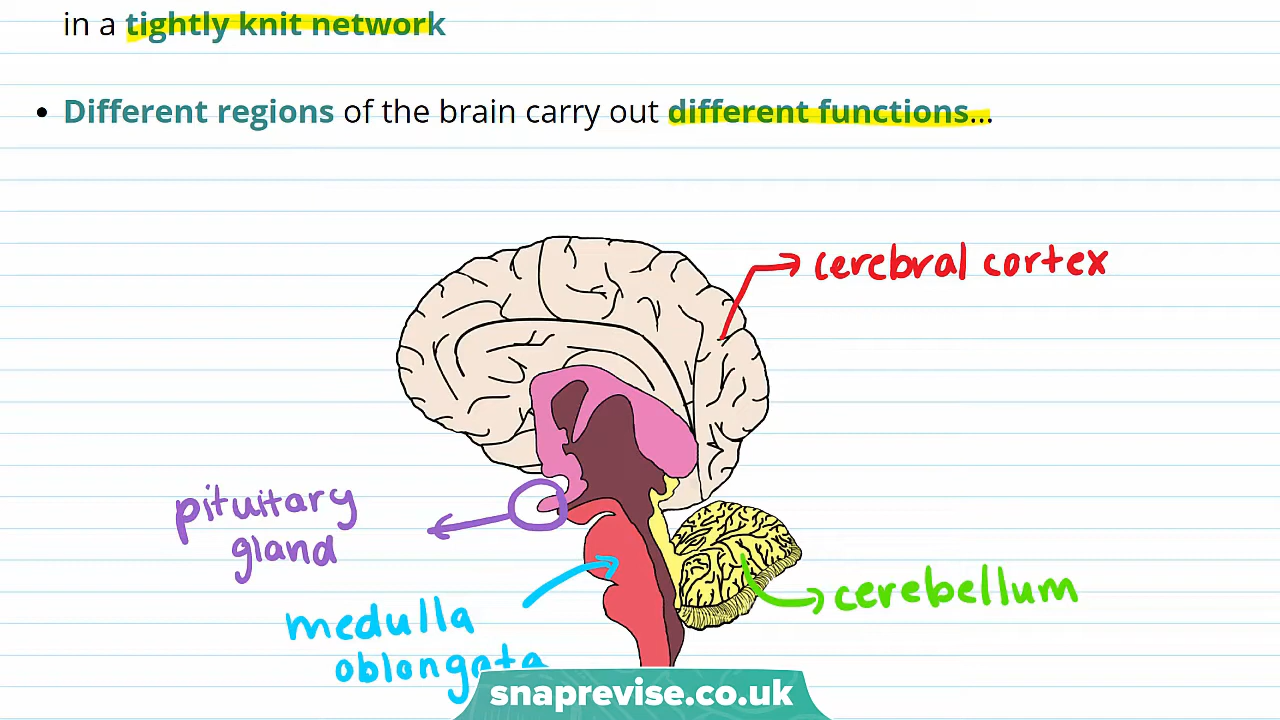 in a tightly knit network
• Different regions of the brain carry out different functions...
cerebral cortex
pituitary
gland
cerebellum
medulla
oblongata
snaprevise.co.uk